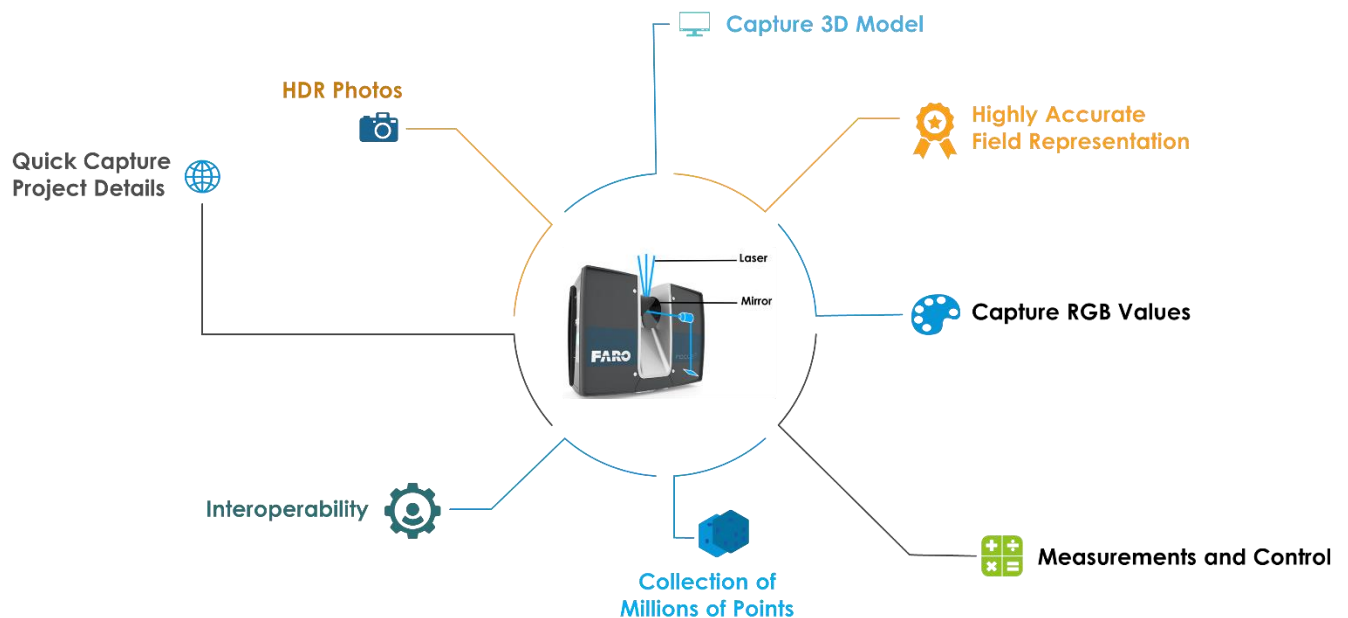 Capture 3D Model
HDR Photos
Highly Accurate
Field Representation
Quick Capture
Project Details
Laser
Mirror
Capture RGB Values
FARO
Interoperability
Measurements and Control
Collection of
Millions of Points